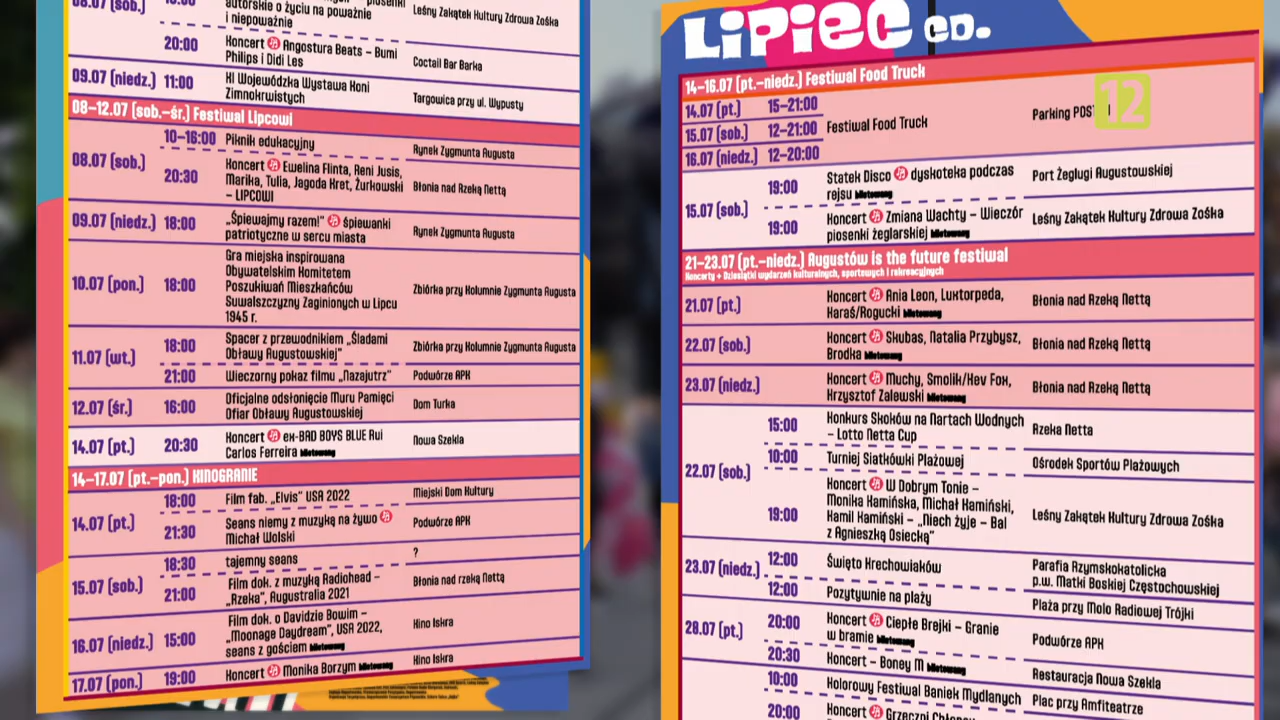 08.07 (sob.)
autorskie o życiu na poważnie
i niepoważnie
Leśny Zakątek Kultury Zdrowa Zośka
20:00
Koncert Angostura Beats – Bumi
Philips i Didi Les
Coctail Bar Barka
09.07 (niedz.) 11:00
XI Wojewódzka Wystawa Koni
Zimnokrwistych
Targowica przy ul. Wypusty
08–12.07 (sob.–śr.) Festiwal Lipcowi
08.07 (sob.)
10–16:00
Piknik edukacyjny
Rynek Zygmunta Augusta
20:30
Koncert Ewelina Flinta, Reni Jusis,
Marika, Tulia, Jagoda Kret, Żurkowski
– LIPCOWI
Błonia nad Rzeką Nettą
09.07 (niedz.) 18:00
„Śpiewajmy razem!" śpiewanki
patriotyczne w sercu miasta
Rynek Zygmunta Augusta
10.07 (pon.) 18:00
Gra miejska inspirowana
Obywatelskim Komitetem
Poszukiwań Mieszkańców
Suwalszczyzny Zaginionych w Lipcu
1945 r.
Zbiórka przy Kolumnie Zygmunta Augusta
11.07 (wt.)
18:00
Spacer z przewodnikiem „Śladami
Obławy Augustowskiej"
Zbiórka przy Kolumnie Zygmunta Augusta
21:00
Wieczorny pokaz filmu „Nazajutrz"
Podwórze APK
12.07 (śr.) 16:00
Oficjalne odsłonięcie Muru Pamięci
Ofiar Obławy Augustowskiej
Dom Turka
14.07 (pt.) 20:30
Koncert ex-BAD BOYS BLUE Rui
Carlos Ferreira biletowany
Nowa Szekla
14–17.07 (pt.–pon.) KINOGRANIE
14.07 (pt.)
18:00
Film fab. „Elvis" USA 2022
Miejski Dom Kultury
21:30
Seans niemy z muzyką na żywo
Michał Wolski
Podwórze APK
15.07 (sob.)
18:30
tajemny seans
?
21:00
Film dok. z muzyką Radiohead –
„Rzeka", Augustralia 2021
Błonia nad rzeką Nettą
16.07 (niedz.) 15:00
Film dok. o Davidzie Bowim –
„Moonage Daydream", USA 2022,
seans z gościem biletowany
Kino Iskra
17.07 (pon.) 19:00
Koncert Monika Borzym biletowany
Kino Iskra
LIPIEC CD.
14–16.07 (pt.–niedz.) Festiwal Food Truck
14.07 (pt.) 15–21:00
15.07 (sob.) 12–21:00
16.07 (niedz.) 12–20:00
Festiwal Food Truck
Parking POS
12
15.07 (sob.)
19:00
Statek Disco dyskoteka podczas
rejsu biletowany
Port Żeglugi Augustowskiej
19:00
Koncert Zmiana Wachty – Wieczór
piosenki żeglarskiej biletowany
Leśny Zakątek Kultury Zdrowa Zośka
21–23.07 (pt.–niedz.) Augustów is the future festiwal
Koncerty + Dziesiątki wydarzeń kulturalnych, sportowych i rekreacyjnych
21.07 (pt.)
Koncert Ania Leon, Luxtorpeda,
Karaś/Rogucki biletowany
Błonia nad Rzeką Nettą
22.07 (sob.)
Koncert Skubas, Natalia Przybysz,
Brodka biletowany
Błonia nad Rzeką Nettą
23.07 (niedz.)
Koncert Muchy, Smolik/Kev Fox,
Krzysztof Zalewski biletowany
Błonia nad Rzeką Nettą
22.07 (sob.)
15:00
Konkurs Skoków na Nartach Wodnych
– Lotto Netta Cup
Rzeka Netta
10:00
Turniej Siatkówki Plażowej
Ośrodek Sportów Plażowych
19:00
Koncert W Dobrym Tonie –
Monika Kamińska, Michał Kamiński,
Kamil Kamiński – „Niech żyje – Bal
z Agnieszką Osiecką"
Leśny Zakątek Kultury Zdrowa Zośka
23.07 (niedz.)
12:00
Święto Krechowiaków
Parafia Rzymskokatolicka
p.w. Matki Boskiej Częstochowskiej
12:00
Pozytywnie na plaży
Plaża przy Molo Radiowej Trójki
28.07 (pt.)
20:00
Koncert Ciepłe Brejki – Granie
w bramie biletowany
Podwórze APK
20:30
Koncert – Boney M biletowany
Restauracja Nowa Szekla
10:00
Kolorowy Festiwal Baniek Mydlanych
Plac przy Amfiteatrze
20:00
Koncert Grzeczni